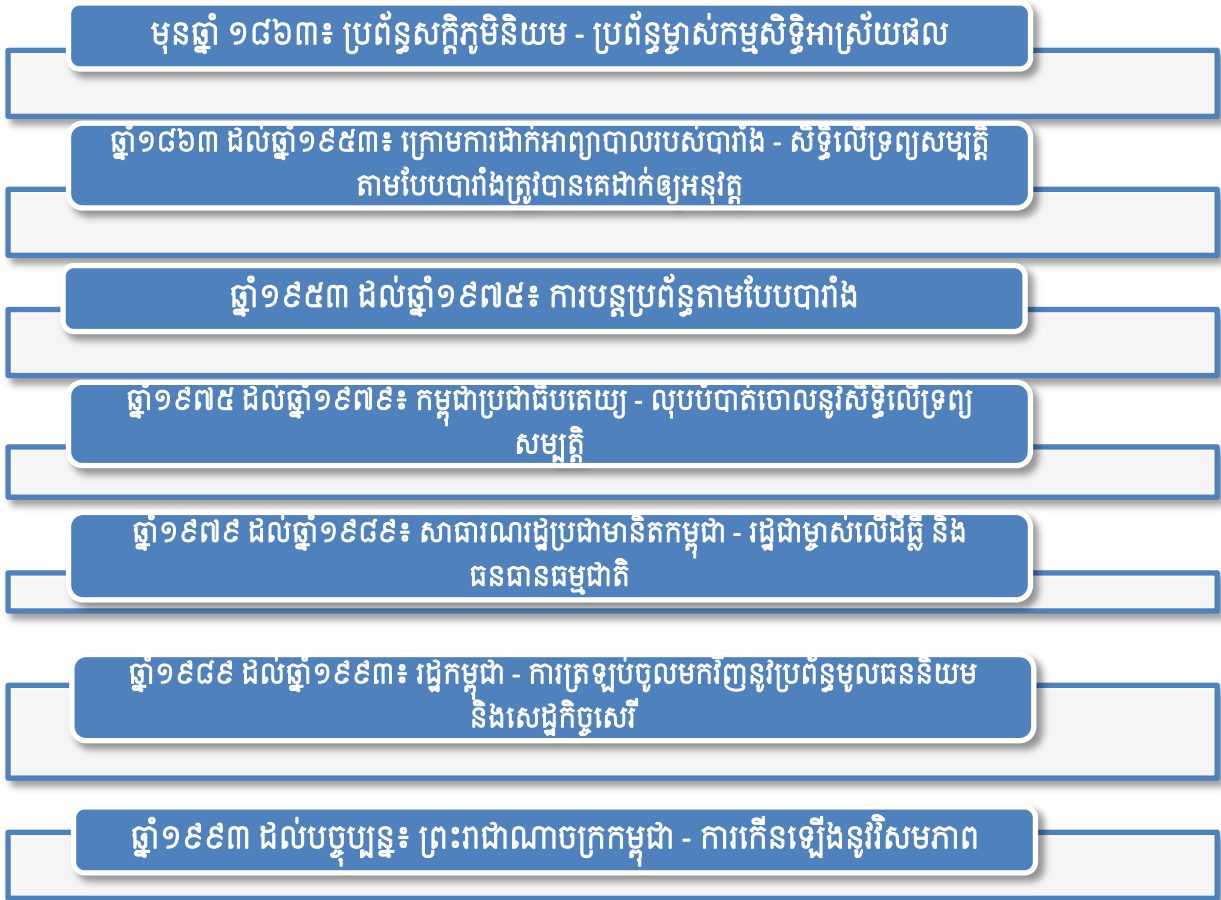 មុនឆ្នាំ ១៨៦៣៖ ប្រព័ន្ធសក្តិភូមិនិយម - ប្រព័ន្ធម្ចាស់កម្មសិទ្ធិអាស្រ័យផល
ឆ្នាំ១៨៦៣ ដល់ឆ្នាំ១៩៥៣៖ ក្រោមការដាក់អាព្យាបាលរបស់បារាំង - សិទ្ធិលើទ្រព្យសម្បត្តិ
តាមបែបបារាំងត្រូវបានគេដាក់ឲ្យអនុវត្ត
ឆ្នាំ១៩៥៣ ដល់ឆ្នាំ១៩៧៥៖ ការបន្តប្រព័ន្ធតាមបែបបារាំង
ឆ្នាំ១៩៧៥ ដល់ឆ្នាំ១៩៧៩៖ កម្ពុជាប្រជាធិបតេយ្យ - លុបបំបាត់ចោលនូវសិទ្ធិលើទ្រព្យ
សម្បត្តិ
ឆ្នាំ១៩៧៩ ដល់ឆ្នាំ១៩៨៩៖ សាធារណរដ្ឋប្រជាមានិតកម្ពុជា - រដ្ឋជាម្ចាស់លើដីធ្លី និង
ធនធានធម្មជាតិ
ឆ្នាំ១៩៨៩ ដល់ឆ្នាំ១៩៩៣៖ រដ្ឋកម្ពុជា - ការត្រឡប់ចូលមកវិញនូវប្រព័ន្ធមូលធននិយម
និងសេដ្ឋកិច្ចសេរី
ឆ្នាំ១៩៩៣ ដល់បច្ចុប្បន្ន៖ ព្រះរាជាណាចក្រកម្ពុជា - ការកើនឡើងនូវវិសមភាព